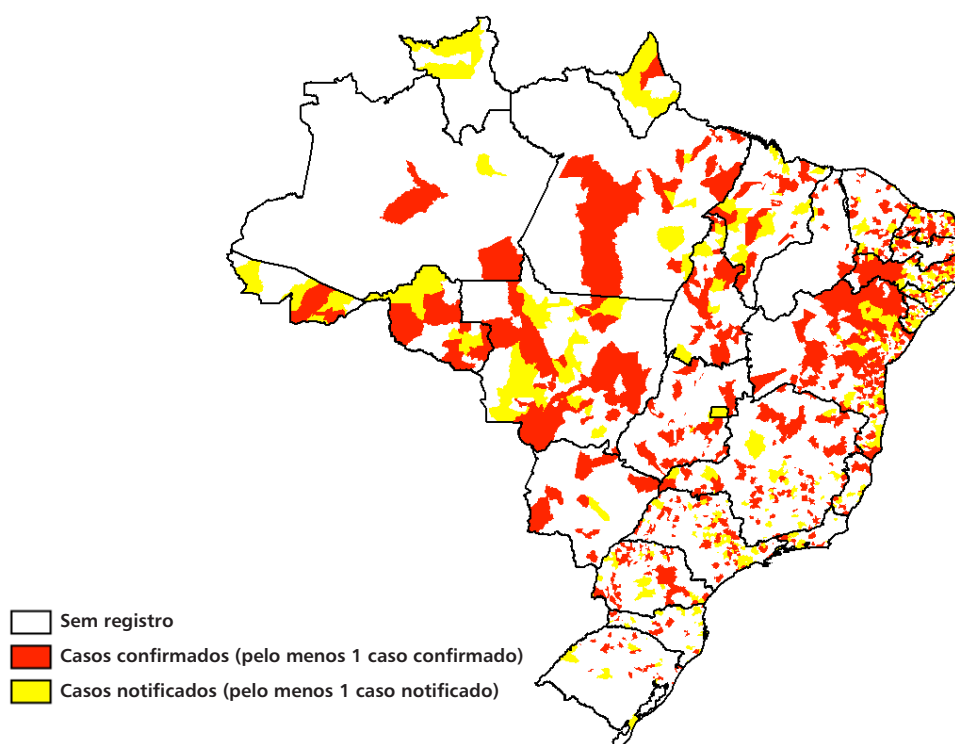 Sem registro
Casos confirmados (pelo menos 1 caso confirmado)
Casos notificados (pelo menos 1 caso notificado)